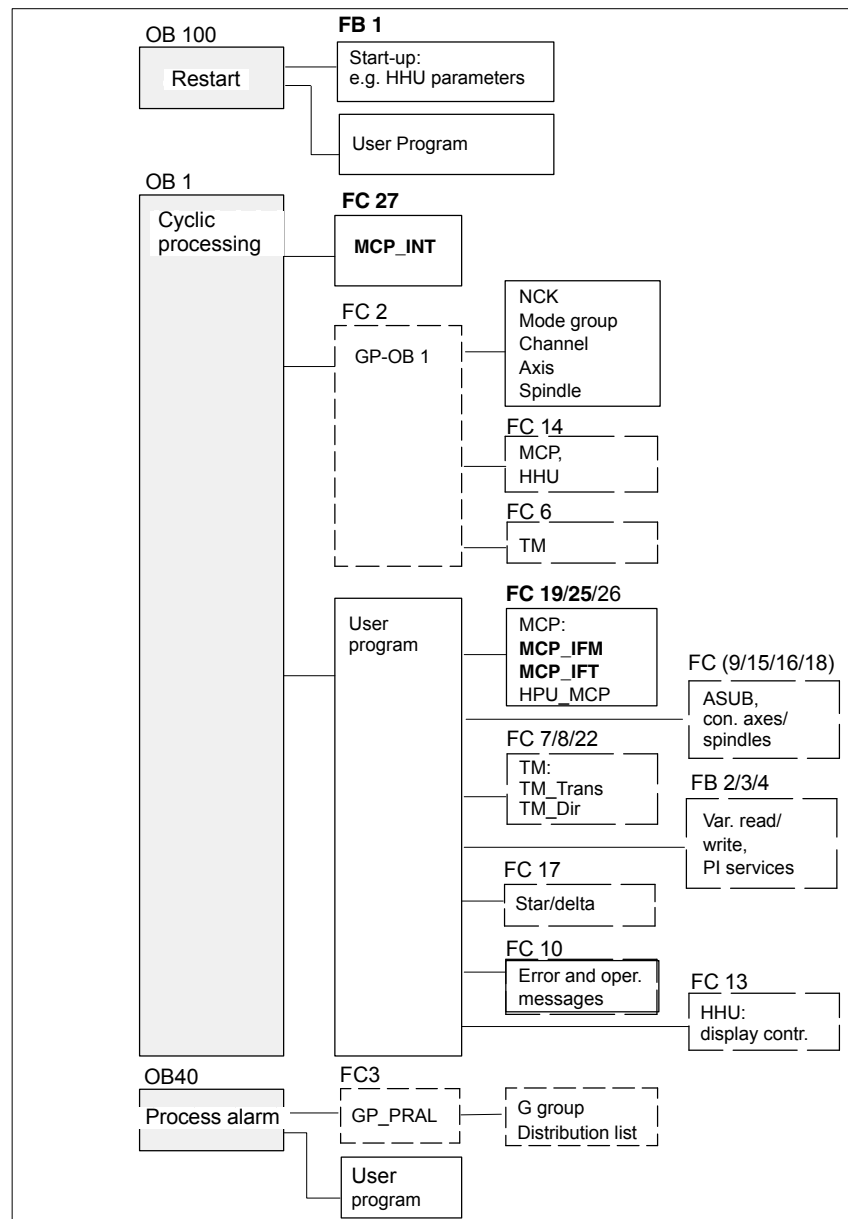 OB 100
FB 1
Restart
Start-up:
e.g. HHU parameters
User Program
OB 1
Cyclic
processing
FC 27
MCP_INT
FC 2
GP-OB 1
NCK
Mode group
Channel
Axis
Spindle
FC 14
MCP,
HHU
FC 6
TM
User
program
FC 19/25/26
MCP:
MCP_IFM
MCP_IFT
HPU_MCP
FC (9/15/16/18)
ASUB,
con. axes/
spindles
FC 7/8/22
TM:
TM_Trans
TM_Dir
FB 2/3/4
Var. read/
write,
PI services
FC 17
Star/delta
FC 10
Error and oper.
messages
FC 13
HHU:
display contr.
OB40
Process alarm
FC3
GP_PRAL
G group
Distribution list
User
program